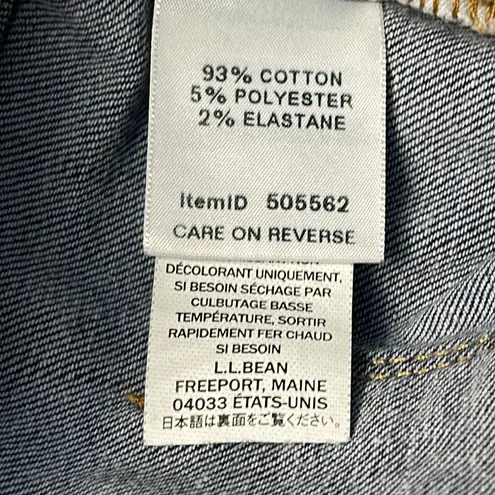 93% COTTON
5% POLYESTER
2% ELASTANE
ItemID 505562
CARE ON REVERSE
DÉCOLORANT UNIQUEMENT,
SI BESOIN SÉCHAGE PAR
CULBUTAGE BASSE
TEMPÉRATURE, SORTIR
RAPIDEMENT FER CHAUD
SI BESOIN
L.L.BEAN
FREEPORT, MAINE
04033 ÉTATS-UNIS
日本語は裏面をご覧ください。